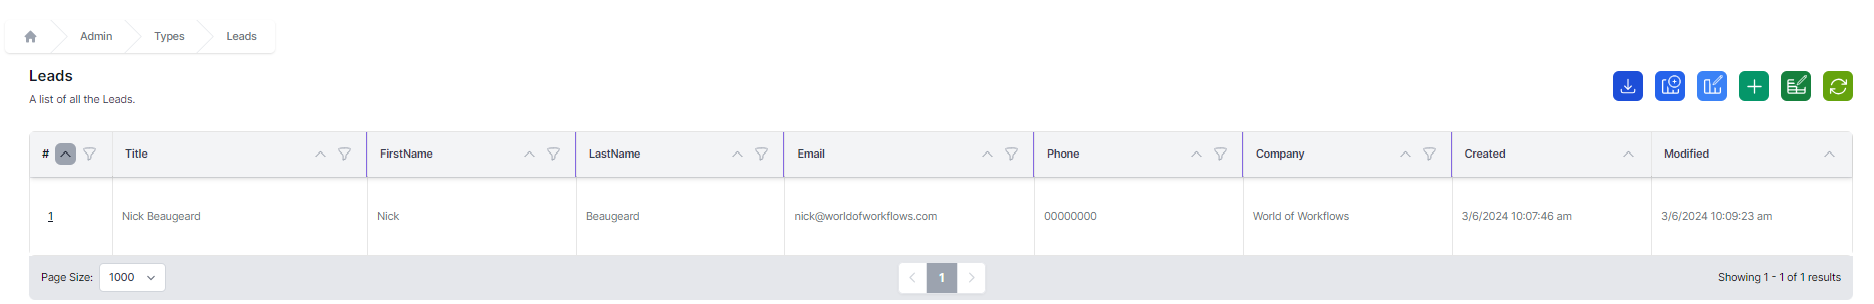 Admin Types Leads
Leads
A list of all the Leads.
# Title FirstName LastName Email Phone Company Created Modified
1 Nick Beaugeard Nick Beaugeard nick@worldofworkflows.com 00000000 World of Workflows 3/6/2024 10:07:46 am 3/6/2024 10:09:23 am
Page Size: 1000 1 Showing 1 - 1 of 1 results